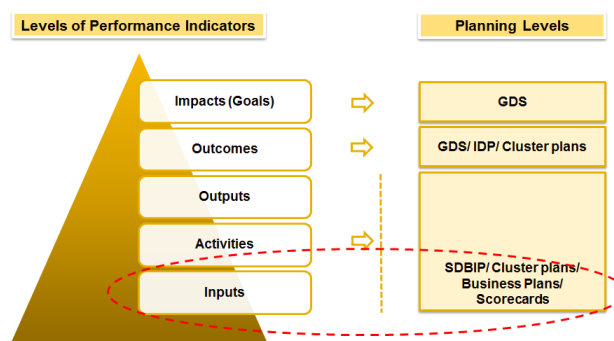 Levels of Performance Indicators
Planning Levels
Impacts (Goals)
GDS
Outcomes
GDS/ IDP/ Cluster plans
Outputs
Activities
Inputs
SDBIP/ Cluster plans/
Business Plans/
Scorecards